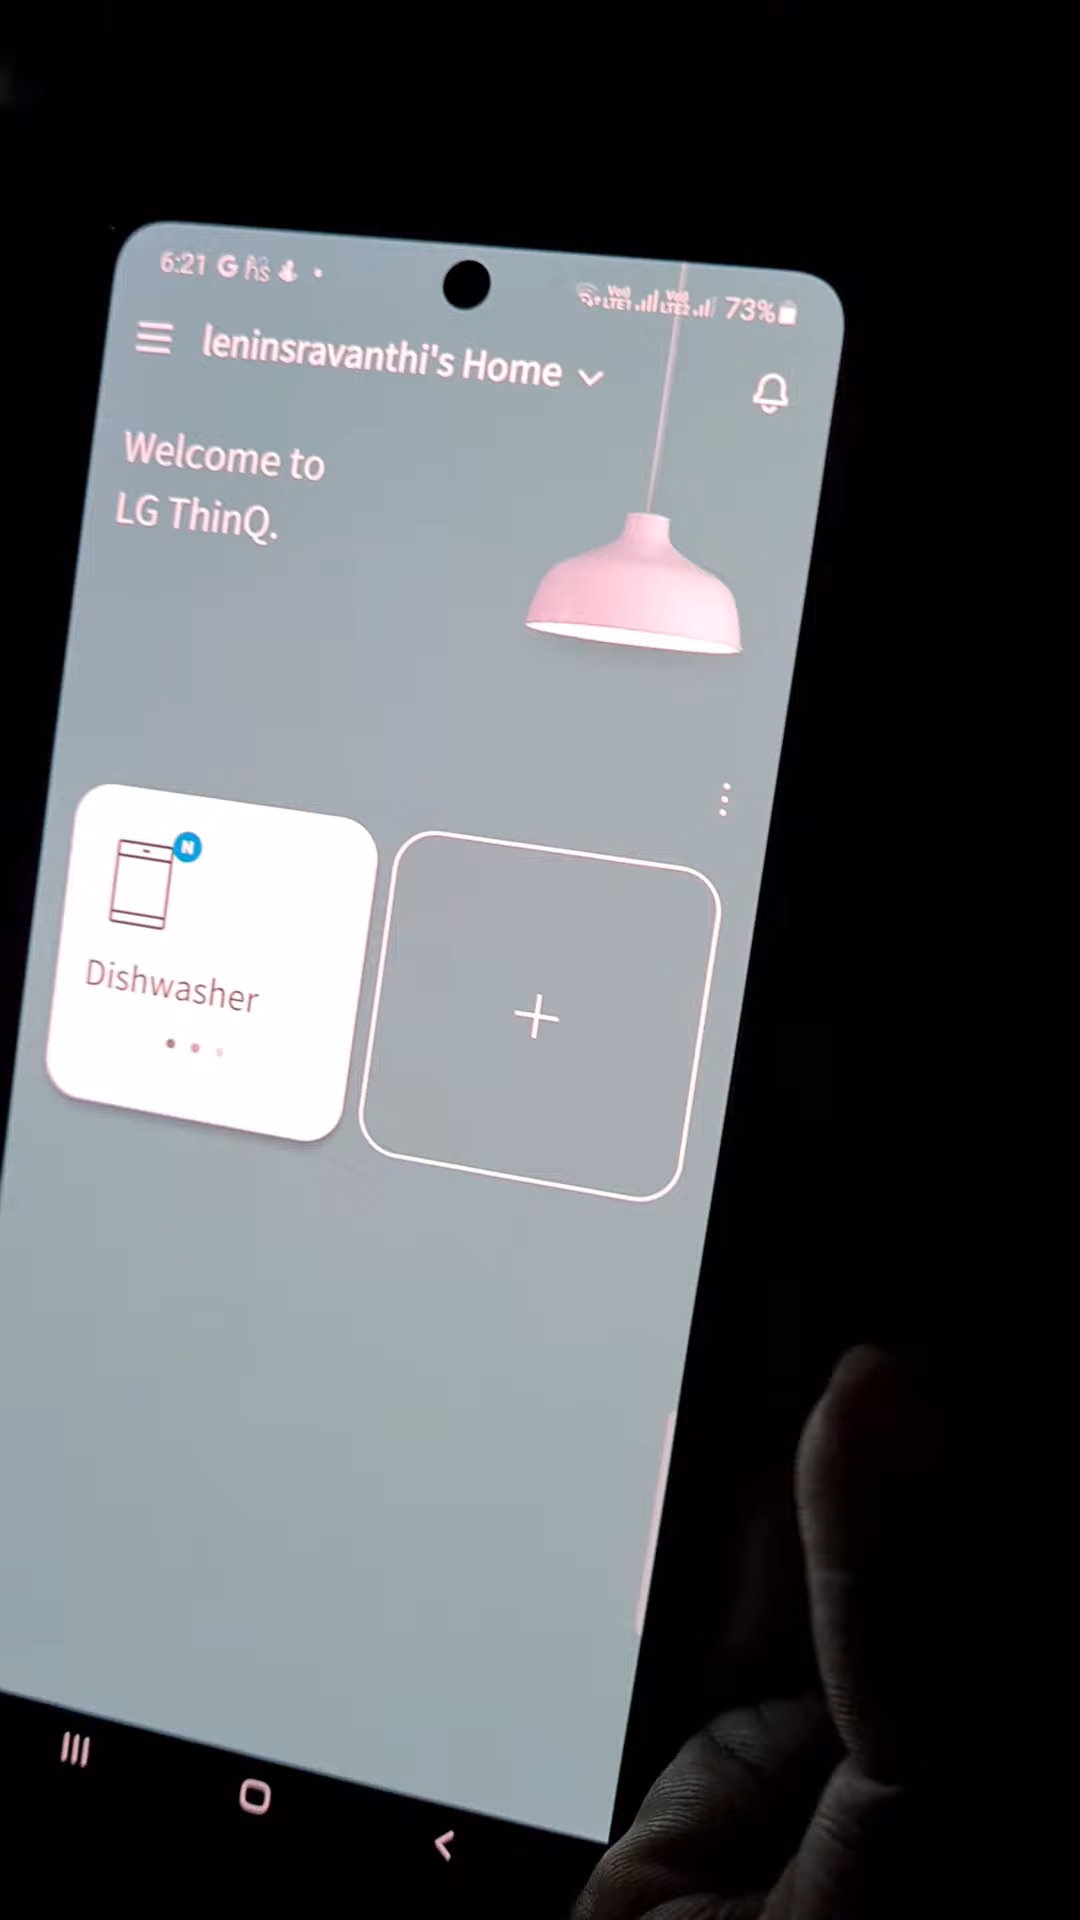 6:21
73%
leninsravanthi's Home
Welcome to
LG ThinQ.
N
Dishwasher